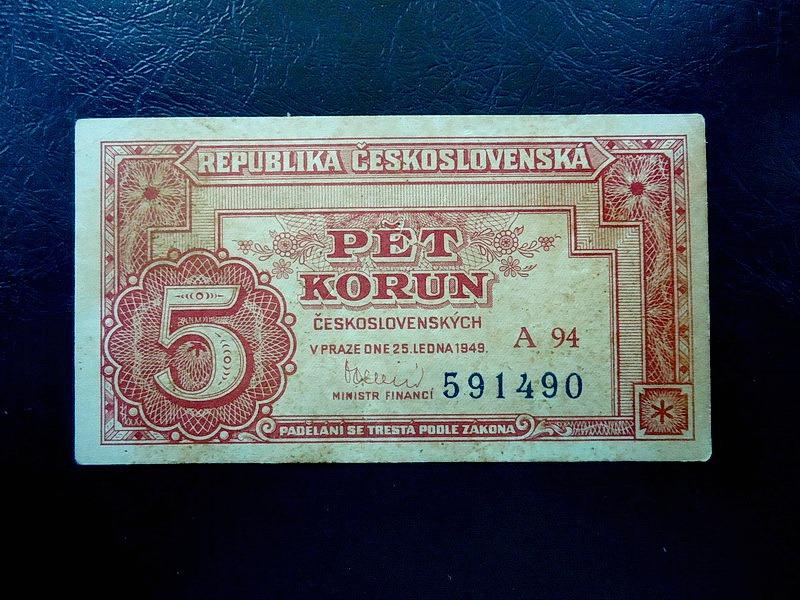 REPUBLIKA ČESKOSLOVENSKÁ
PĚT
KORUN
ČESKOSLOVENSKÝCH
V PRAZE DNE 25. LEDNA 1949.
A 94
MINISTR FINANCÍ
591490
5
PADĚLÁNÍ SE TRESTÁ PODLE ZÁKONA